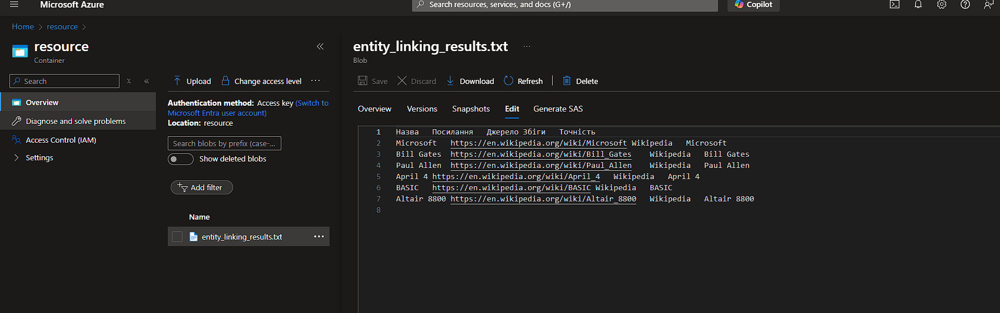 Microsoft Azure
Search resources, services, and docs (G+/)
Copilot
Home > resource >
resource
Container
Search
Overview
Diagnose and solve problems
Access Control (IAM)
Settings
Upload
Change access level
Authentication method: Access key (Switch to
Microsoft Entra user account)
Location: resource
Search blobs by prefix (case-...
Show deleted blobs
Add filter
Name
entity_linking_results.txt
entity_linking_results.txt
Blob
Save Discard Download Refresh Delete
Overview Versions Snapshots Edit Generate SAS
1 Назва Посилання Джерело Збіги Точність
2 Microsoft https://en.wikipedia.org/wiki/Microsoft Wikipedia Microsoft
3 Bill Gates https://en.wikipedia.org/wiki/Bill_Gates Wikipedia Bill Gates
4 Paul Allen https://en.wikipedia.org/wiki/Paul_Allen Wikipedia Paul Allen
5 April 4 https://en.wikipedia.org/wiki/April_4 Wikipedia April 4
6 BASIC https://en.wikipedia.org/wiki/BASIC Wikipedia BASIC
7 Altair 8800 https://en.wikipedia.org/wiki/Altair_8800 Wikipedia Altair 8800
8